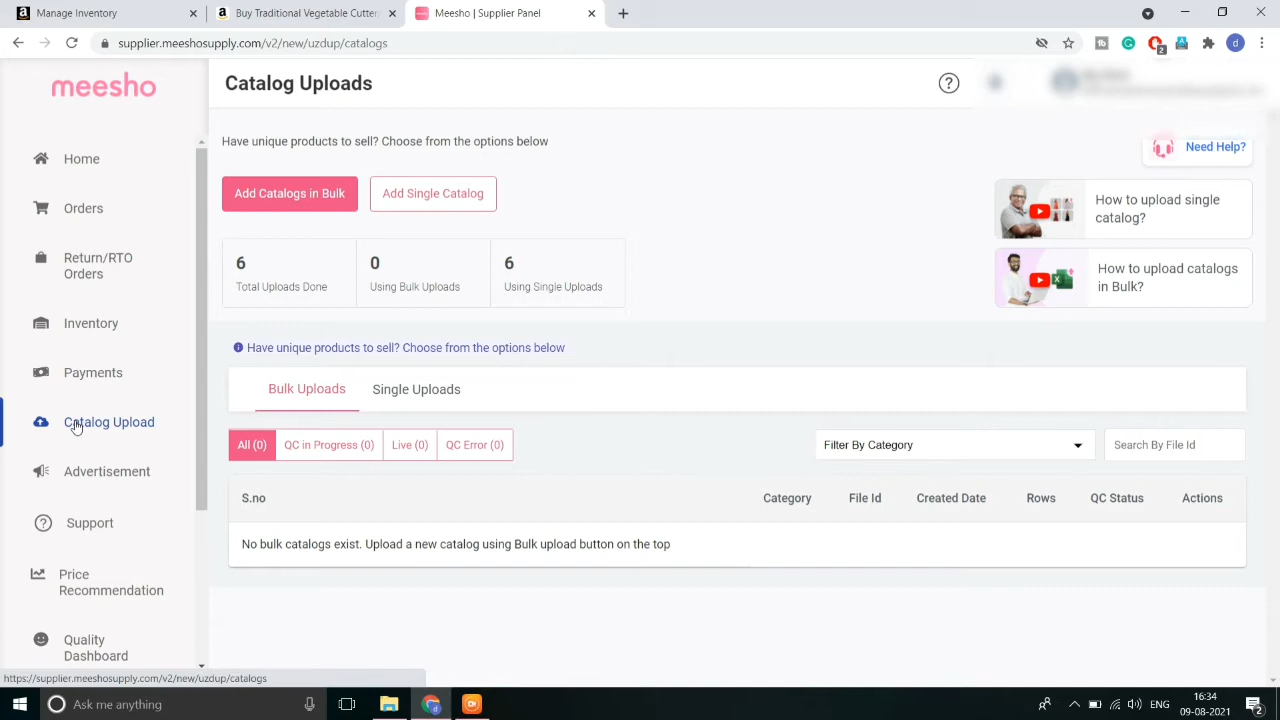 Manage Inventory
Buy Traditional Vegetable Cutter
Meesho | Supplier Panel
supplier.meeshosupply.com/v2/new/uzdup/catalogs
2
d
meesho
Catalog Uploads
Home
Orders
Return/RTO
Orders
Inventory
Payments
Catalog Upload
Advertisement
Support
Price
Recommendation
Quality
Dashboard
Have unique products to sell? Choose from the options below
Need Help?
Add Catalogs in Bulk
Add Single Catalog
How to upload single
catalog?
6
Total Uploads Done
0
Using Bulk Uploads
6
Using Single Uploads
How to upload catalogs
in Bulk?
Have unique products to sell? Choose from the options below
Bulk Uploads
Single Uploads
All (0)
QC in Progress (0)
Live (0)
QC Error (0)
Filter By Category
Search By File Id
S.no
Category
File Id
Created Date
Rows
QC Status
Actions
No bulk catalogs exist. Upload a new catalog using Bulk upload button on the top
https://supplier.meeshosupply.com/v2/new/uzdup/catalogs
Ask me anything
ENG
16:34
09-08-2021
2